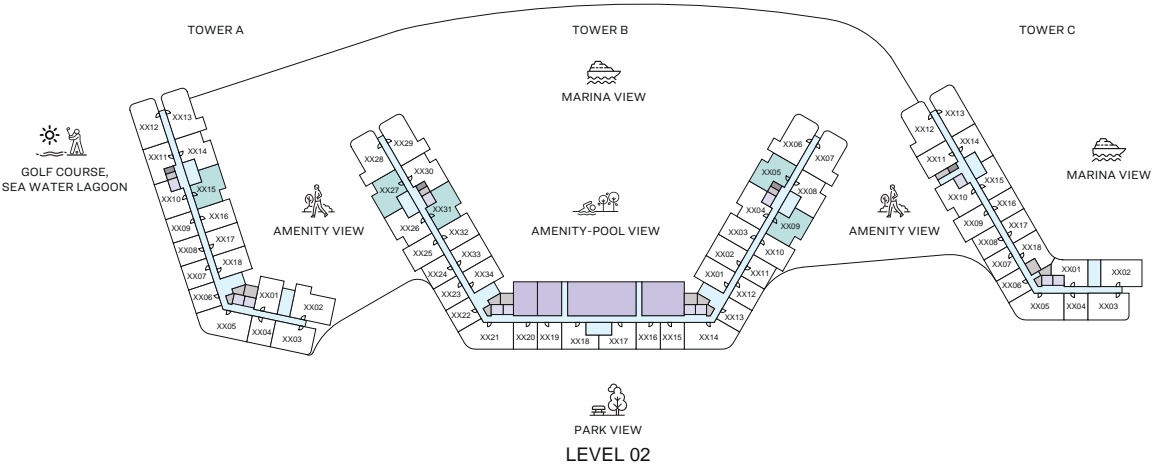 TOWER A
TOWER B
TOWER C
MARINA VIEW
GOLF COURSE,
SEA WATER LAGOON
AMENITY VIEW
AMENITY-POOL VIEW
AMENITY VIEW
MARINA VIEW
XX12
XX13
XX11
XX14
XX10
XX15
XX09
XX16
XX08
XX17
XX07
XX18
XX06
XX01
XX02
XX05
XX04
XX03
XX28
XX29
XX27
XX30
XX31
XX26
XX32
XX25
XX33
XX24
XX34
XX23
XX22
XX21
XX20
XX19
XX18
XX17
XX16
XX15
XX14
XX06
XX07
XX05
XX08
XX04
XX09
XX03
XX10
XX02
XX11
XX01
XX12
XX13
XX12
XX13
XX11
XX14
XX10
XX15
XX09
XX16
XX08
XX17
XX07
XX18
XX06
XX01
XX02
XX05
XX04
XX03
PARK VIEW
LEVEL 02